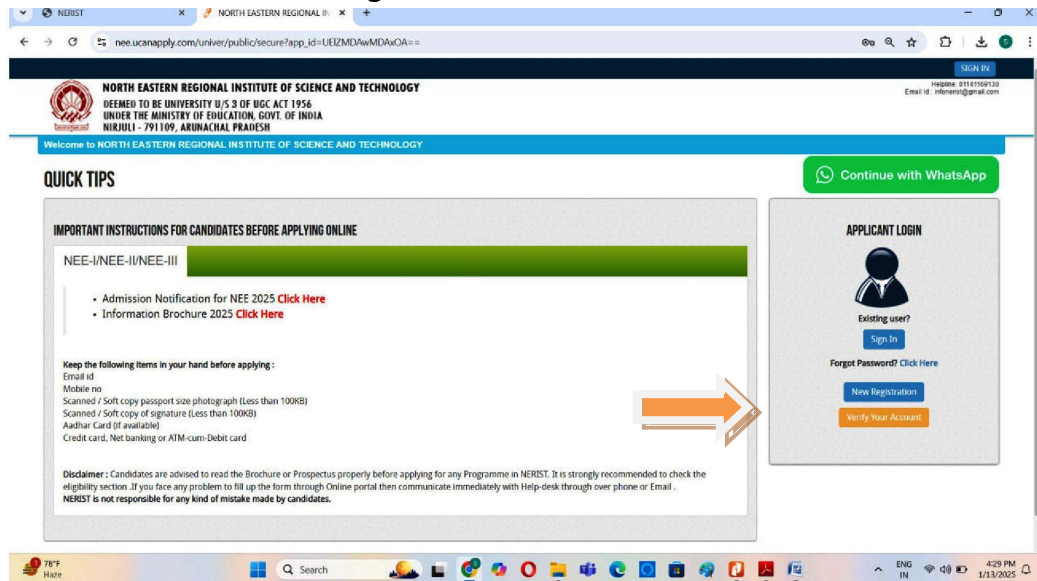 NERIST
NORTH EASTERN REGIONAL IN
nee.ucanapply.com/univer/public/secure?app_id=UElZMDAwMDAxOA==
SIGN IN
NORTH EASTERN REGIONAL INSTITUTE OF SCIENCE AND TECHNOLOGY
DEEMED TO BE UNIVERSITY U/S 3 OF UGC ACT 1956
UNDER THE MINISTRY OF EDUCATION, GOVT. OF INDIA
NIRJULI - 791109, ARUNACHAL PRADESH
Helpline: 01141169133
Email Id : infonerist@gmail.com
Welcome to NORTH EASTERN REGIONAL INSTITUTE OF SCIENCE AND TECHNOLOGY
QUICK TIPS
Continue with WhatsApp
IMPORTANT INSTRUCTIONS FOR CANDIDATES BEFORE APPLYING ONLINE
NEE-I/NEE-II/NEE-III
• Admission Notification for NEE 2025 Click Here
• Information Brochure 2025 Click Here
Keep the following items in your hand before applying :
Email id
Mobile no
Scanned / Soft copy passport size photograph (Less than 100KB)
Scanned / Soft copy of signature (Less than 100KB)
Aadhar Card (if available)
Credit card, Net banking or ATM-cum-Debit card
Disclaimer : Candidates are advised to read the Brochure or Prospectus properly before applying for any Programme in NERIST. It is strongly recommended to check the
eligibility section .If you face any problem to fill up the form through Online portal then communicate immediately with Help-desk through over phone or Email .
NERIST is not responsible for any kind of mistake made by candidates.
APPLICANT LOGIN
Existing user?
Sign In
Forgot Password? Click Here
New Registration
Verify Your Account
78°F
Haze
Search
ENG
IN
4:29 PM
1/13/2025